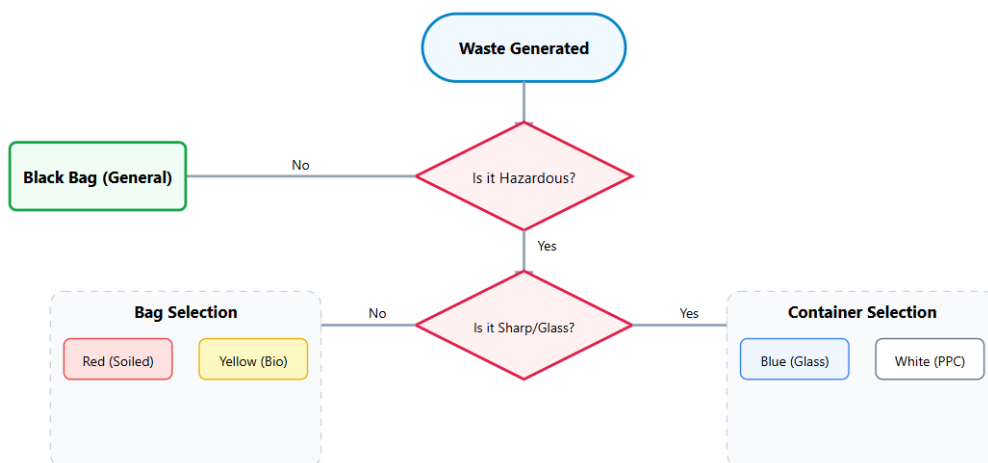 Waste Generated
Is it Hazardous?
No
Black Bag (General)
Yes
Is it Sharp/Glass?
No
Yes
Bag Selection
Red (Soiled)
Yellow (Bio)
Container Selection
Blue (Glass)
White (PPC)